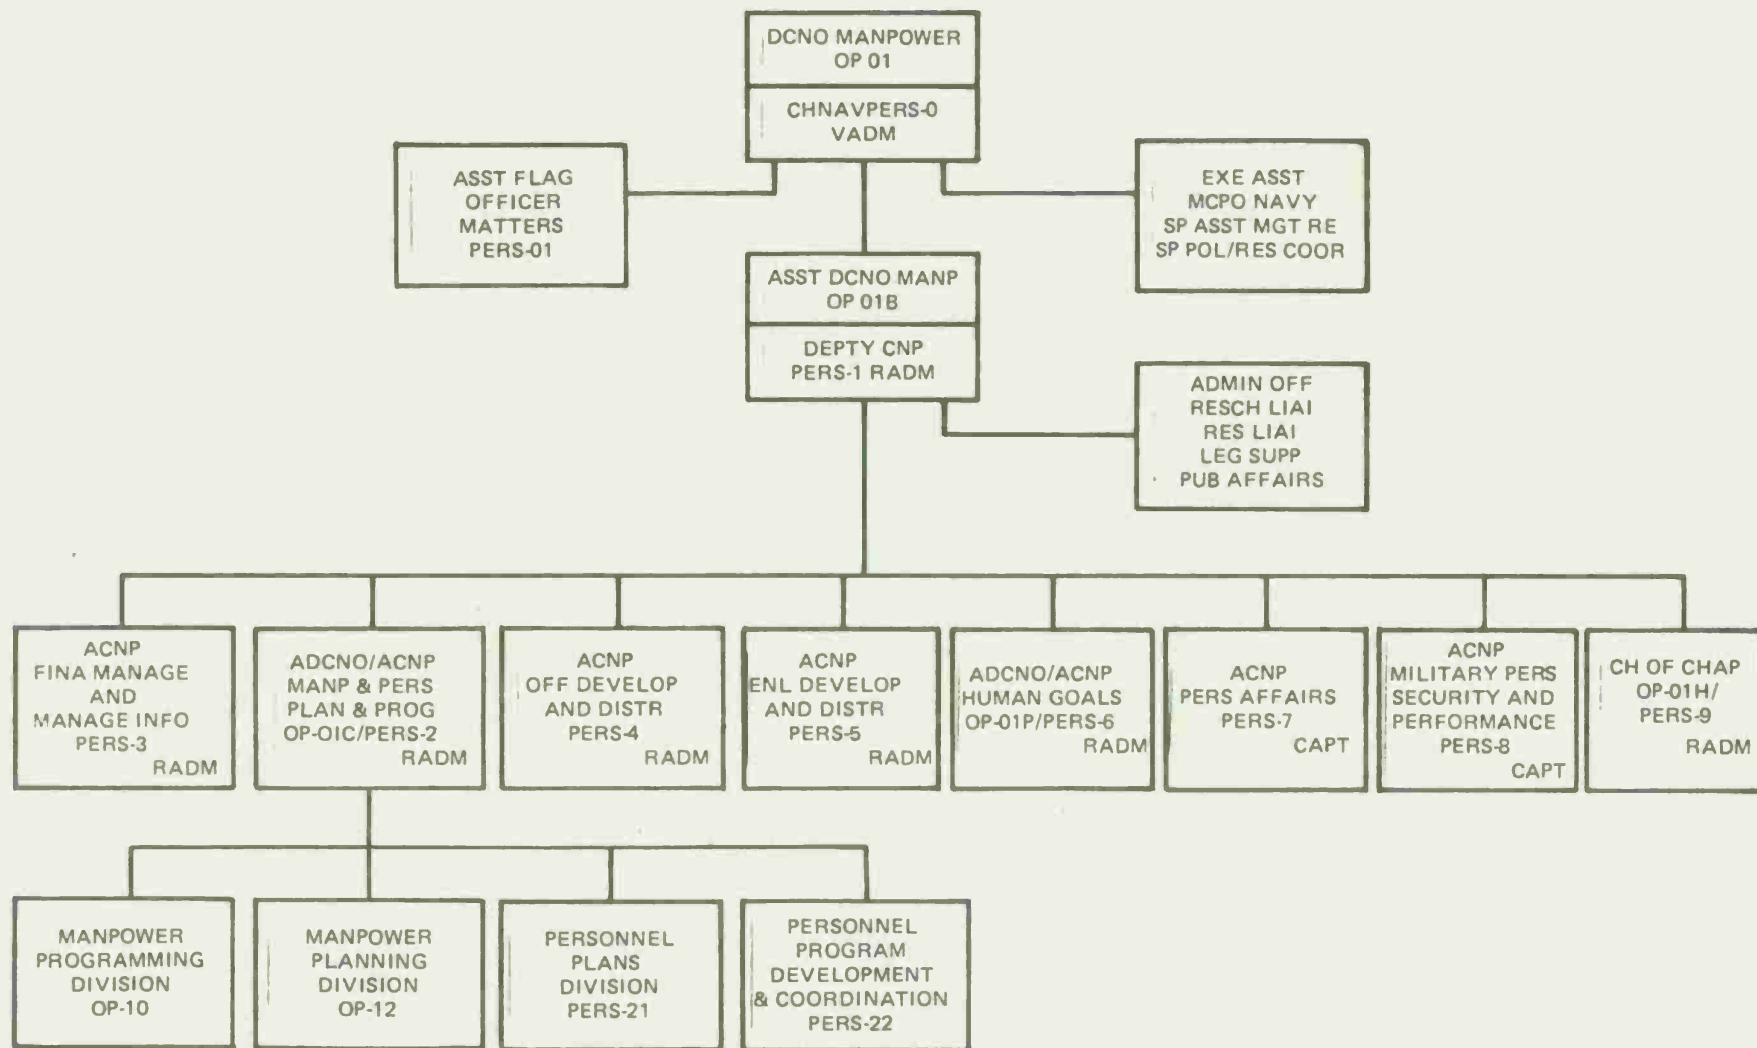 DCNO MANPOWER
OP 01
CHNAVPERS-0
VADM
ASST FLAG
OFFICER
MATTERS
PERS-01
EXE ASST
MCPO NAVY
SP ASST MGT RE
SP POL/RES COOR
ASST DCNO MANP
OP 01B
DEPTY CNP
PERS-1 RADM
ADMIN OFF
RESCH LIAI
RES LIAI
LEG SUPP
PUB AFFAIRS
ACNP
FINA MANAGE
AND
MANAGE INFO
PERS-3
RADM
ADCNO/ACNP
MANP & PERS
PLAN & PROG
OP-OIC/PERS-2
RADM
ACNP
OFF DEVELOP
AND DISTR
PERS-4
RADM
ACNP
ENL DEVELOP
AND DISTR
PERS-5
RADM
ADCNO/ACNP
HUMAN GOALS
OP-01P/PERS-6
RADM
ACNP
PERS AFFAIRS
PERS-7
CAPT
ACNP
MILITARY PERS
SECURITY AND
PERFORMANCE
PERS-8
CAPT
CH OF CHAP
OP-01H/
PERS-9
RADM
MANPOWER
PROGRAMMING
DIVISION
OP-10
MANPOWER
PLANNING
DIVISION
OP-12
PERSONNEL
PLANS
DIVISION
PERS-21
PERSONNEL
PROGRAM
DEVELOPMENT
& COORDINATION
PERS-22